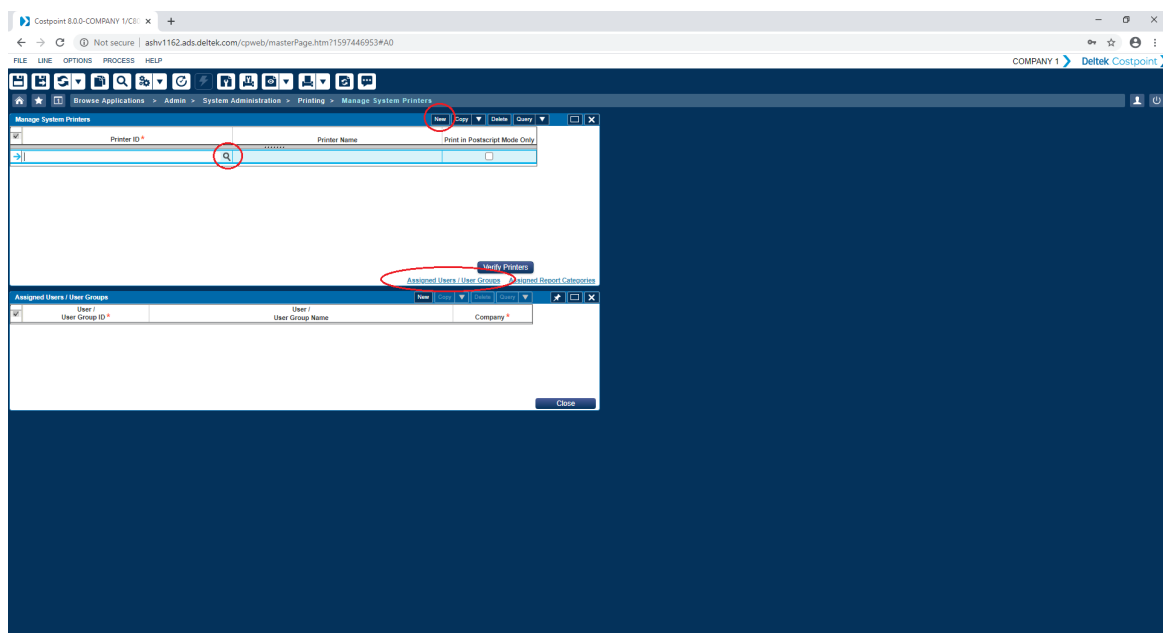 Costpoint 8.0.0-COMPANY 1/C8
Not secure | ashv1162.ads.deltek.com/cpweb/masterPage.htm?1597446953#A0
FILE LINE OPTIONS PROCESS HELP COMPANY 1 Deltek Costpoint
Browse Applications > Admin > System Administration > Printing > Manage System Printers
Manage System Printers New Copy Delete Query
Printer ID * Printer Name Print in Postscript Mode Only
Verify Printers
Assigned Users / User Groups Assigned Report Categories
Assigned Users / User Groups New Copy Delete Query
User / User /
User Group ID * User Group Name Company *
Close